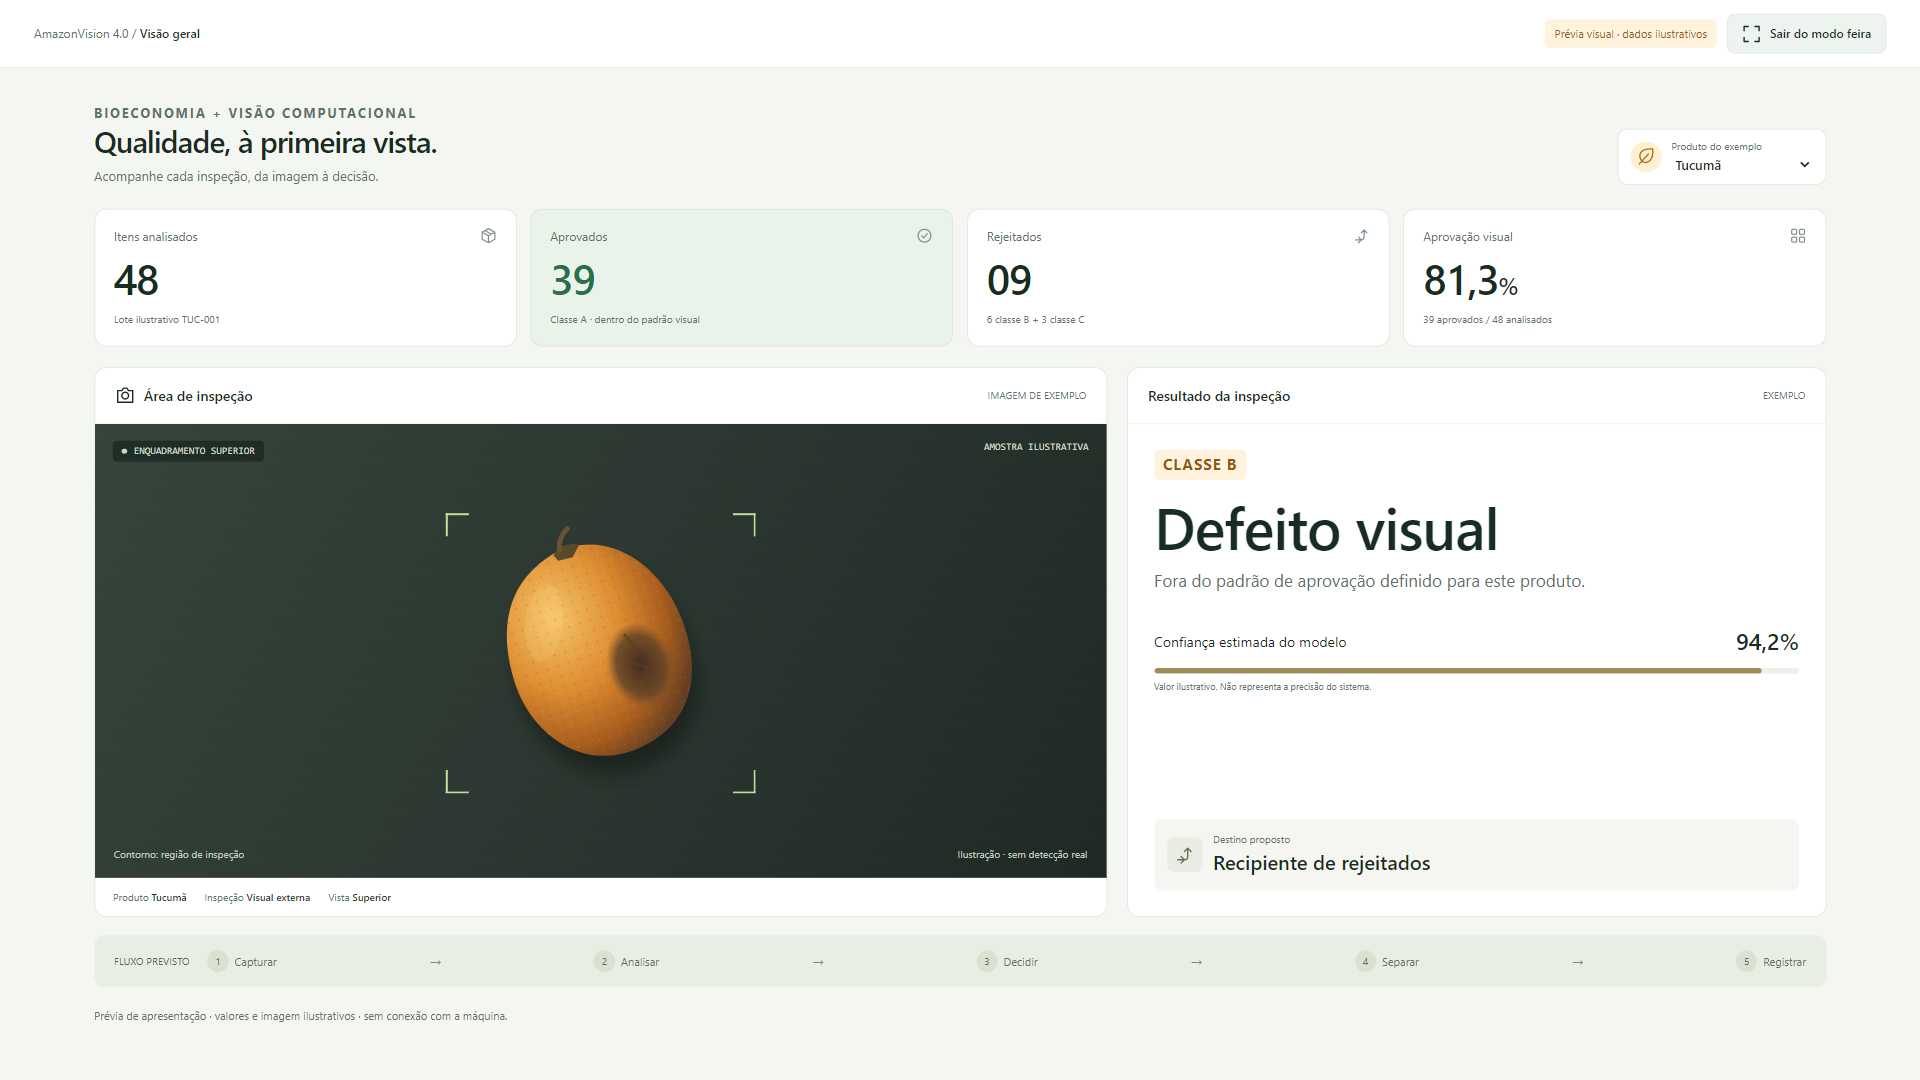 AmazonVision 4.0 / Visão geral
Prévia visual · dados ilustrativos
Sair do modo feira
BIOECONOMIA + VISÃO COMPUTACIONAL
Qualidade, à primeira vista.
Acompanhe cada inspeção, da imagem à decisão.
Produto do exemplo
Tucumã
Itens analisados
48
Lote ilustrativo TUC-001
Aprovados
39
Classe A · dentro do padrão visual
Rejeitados
09
6 classe B + 3 classe C
Aprovação visual
81,3%
39 aprovados / 48 analisados
Área de inspeção
IMAGEM DE EXEMPLO
ENQUADRAMENTO SUPERIOR
AMOSTRA ILUSTRATIVA
Contorno: região de inspeção
Ilustração · sem detecção real
Produto Tucumã
Inspeção Visual externa
Vista Superior
Resultado da inspeção
EXEMPLO
CLASSE B
Defeito visual
Fora do padrão de aprovação definido para este produto.
Confiança estimada do modelo
94,2%
Valor ilustrativo. Não representa a precisão do sistema.
Destino proposto
Recipiente de rejeitados
FLUXO PREVISTO
1 Capturar
→
2 Analisar
→
3 Decidir
→
4 Separar
→
5 Registrar
Prévia de apresentação · valores e imagem ilustrativos · sem conexão com a máquina.